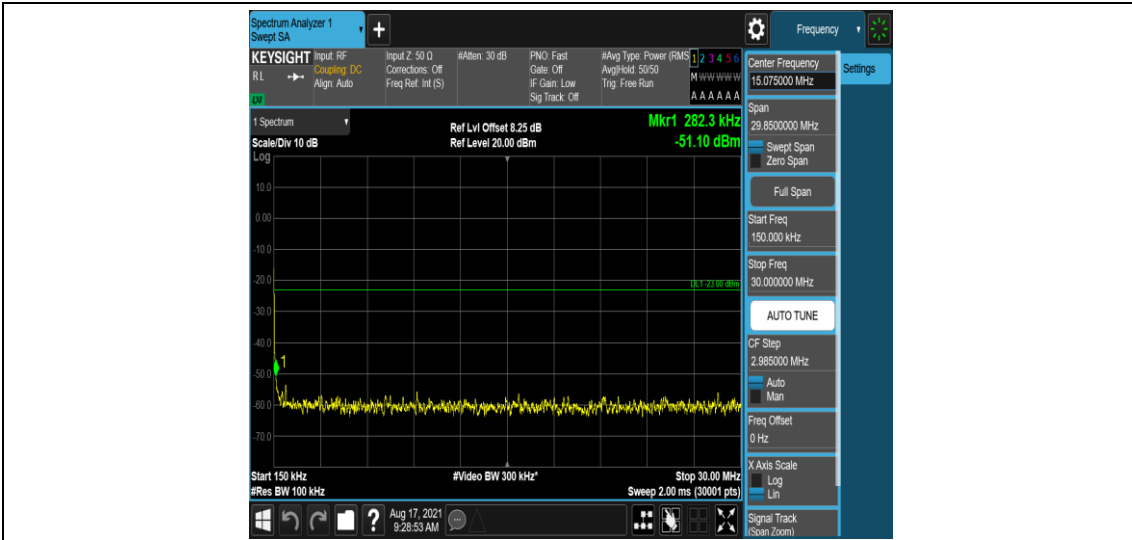 Spectrum Analyzer 1
Swept SA
+
Frequency
KEYSIGHT
RL
LXI
Input: RF
Coupling: DC
Align: Auto
Input Z: 50 Ω
Corrections: Off
Freq Ref: Int (S)
#Atten: 30 dB
PNO: Fast
Gate: Off
IF Gain: Low
Sig Track: Off
#Avg Type: Power (RMS
Avg|Hold: 50/50
Trig: Free Run
1 2 3 4 5 6
M W W W W W
A A A A A A
1 Spectrum
Scale/Div 10 dB
Log
Ref Lvl Offset 8.25 dB
Ref Level 20.00 dBm
Mkr1 282.3 kHz
-51.10 dBm
10.0
0.00
-10.0
-20.0
DL1 -23.00 dBm
-30.0
-40.0
1
-50.0
-60.0
-70.0
Start 150 kHz
#Res BW 100 kHz
#Video BW 300 kHz*
Stop 30.00 MHz
Sweep 2.00 ms (30001 pts)
?
Aug 17, 2021
9:28:53 AM
Center Frequency
15.075000 MHz
Settings
Span
29.8500000 MHz
Swept Span
Zero Span
Full Span
Start Freq
150.000 kHz
Stop Freq
30.000000 MHz
AUTO TUNE
CF Step
2.985000 MHz
Auto
Man
Freq Offset
0 Hz
X Axis Scale
Log
Lin
Signal Track
(Span Zoom)